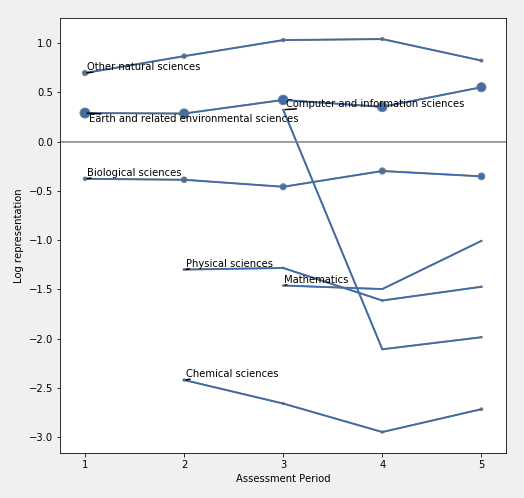 1.0
0.5
0.0
−0.5
−1.0
−1.5
−2.0
−2.5
−3.0
Log representation
Other natural sciences
Computer and information sciences
Earth and related environmental sciences
Biological sciences
Physical sciences
Mathematics
Chemical sciences
1 2 3 4 5
Assessment Period